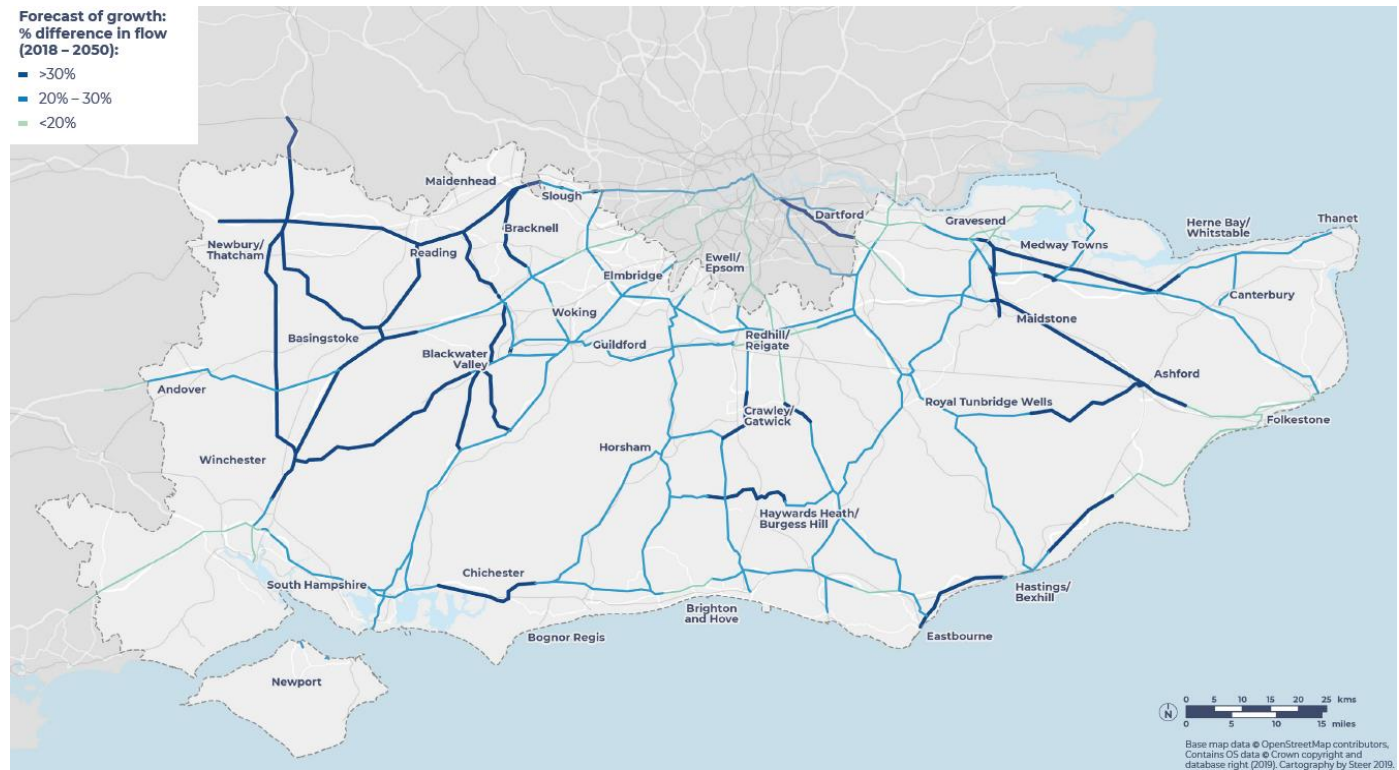 Forecast of growth:
% difference in flow
(2018 – 2050):
>30%
20% – 30%
<20%
Maidenhead
Slough
Dartford
Gravesend
Herne Bay/
Whitstable
Thanet
Newbury/
Thatcham
Reading
Bracknell
Medway Towns
Ewell/
Epsom
Elmbridge
Canterbury
Woking
Maidstone
Basingstoke
Redhill/
Reigate
Guildford
Blackwater
Valley
Ashford
Andover
Royal Tunbridge Wells
Crawley/
Gatwick
Folkestone
Horsham
Winchester
Haywards Heath/
Burgess Hill
Chichester
South Hampshire
Hastings/
Bexhill
Brighton
and Hove
Bognor Regis
Eastbourne
Newport
0 5 10 15 20 25 kms
N
0 5 10 15 miles
Base map data © OpenStreetMap contributors,
Contains OS data © Crown copyright and
database right (2019). Cartography by Steer 2019.